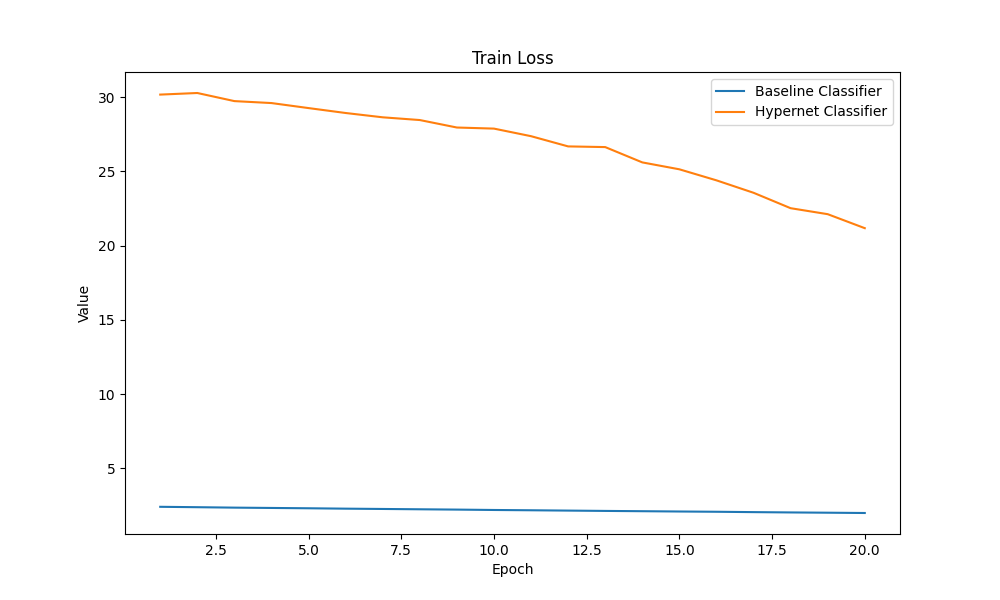 Train Loss
Baseline Classifier
Hypernet Classifier
30
25
20
15
10
5
Value
2.5 5.0 7.5 10.0 12.5 15.0 17.5 20.0
Epoch